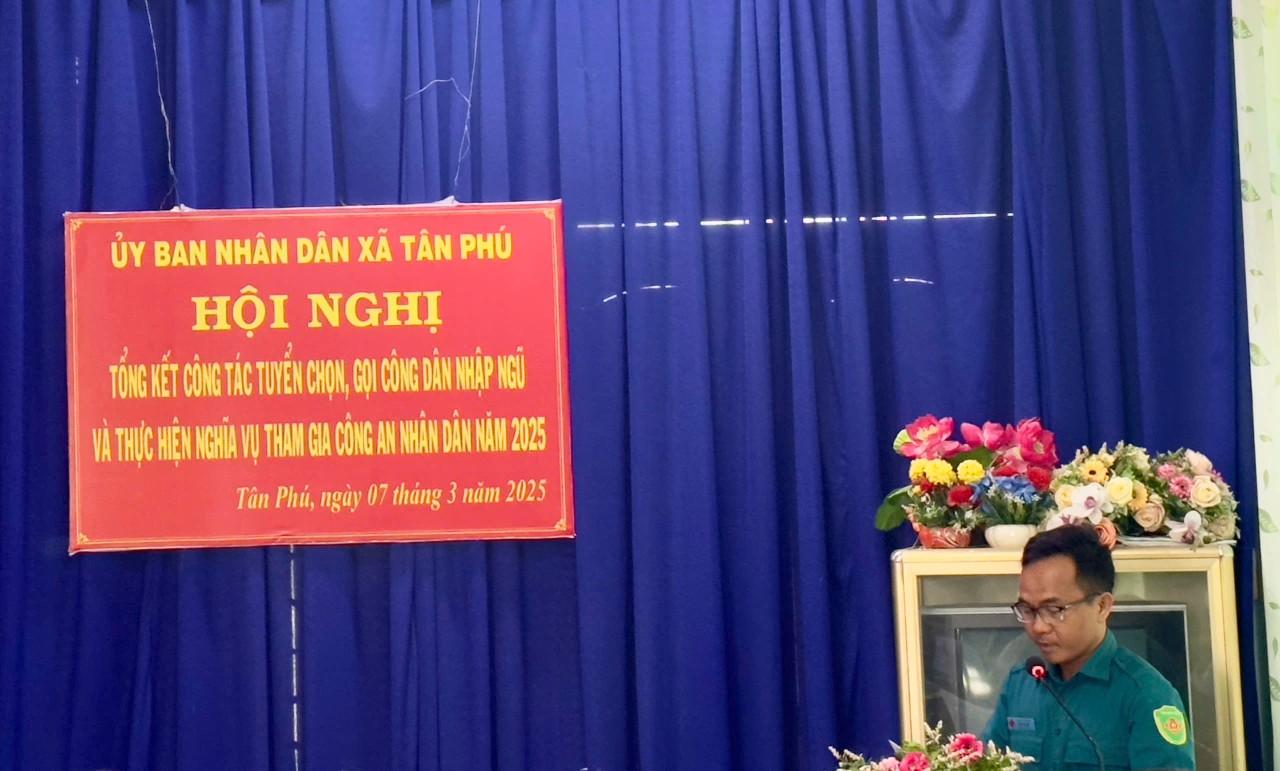 ỦY BAN NHÂN DÂN XÃ TÂN PHÚ
HỘI NGHỊ
TỔNG KẾT CÔNG TÁC TUYỂN CHỌN, GỌI CÔNG DÂN NHẬP NGŨ
VÀ THỰC HIỆN NGHĨA VỤ THAM GIA CÔNG AN NHÂN DÂN NĂM 2025
Tân Phú, ngày 07 tháng 3 năm 2025